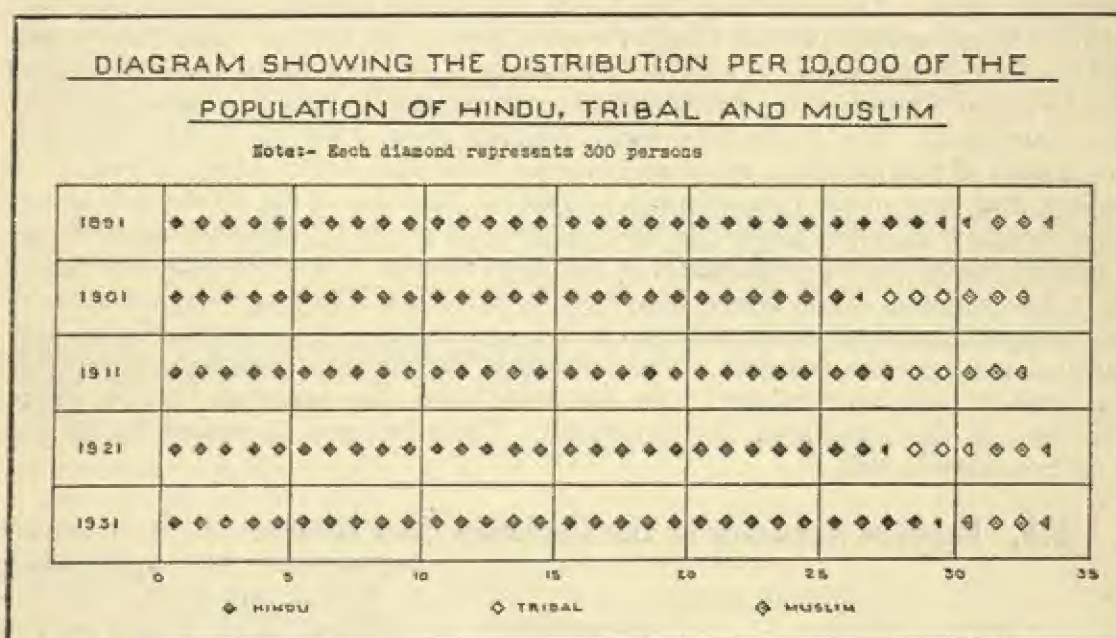 DIAGRAM SHOWING THE DISTRIBUTION PER 10,000 OF THE
POPULATION OF HINDU, TRIBAL AND MUSLIM
Note:- Each diamond represents 300 persons
1891
1901
1911
1921
1931
0 5 10 15 20 25 30 35
HINDU TRIBAL MUSLIM